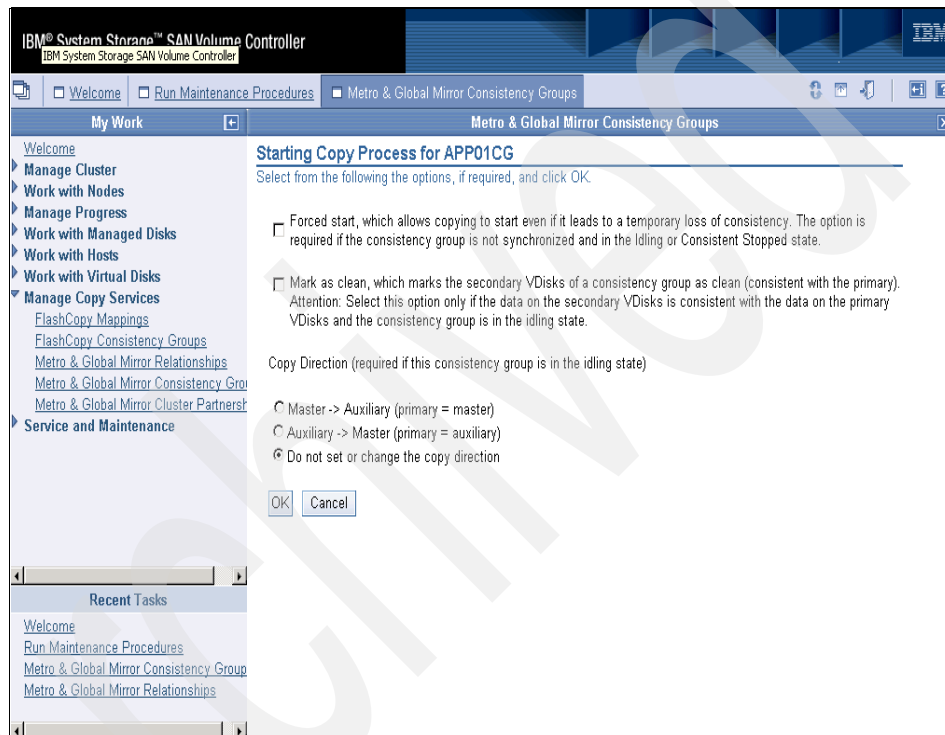 IBM® System Storage™ SAN Volume Controller
IBM System Storage SAN Volume Controller
IBM
Welcome
Run Maintenance Procedures
Metro & Global Mirror Consistency Groups
My Work
Metro & Global Mirror Consistency Groups
Welcome
Manage Cluster
Work with Nodes
Manage Progress
Work with Managed Disks
Work with Hosts
Work with Virtual Disks
Manage Copy Services
FlashCopy Mappings
FlashCopy Consistency Groups
Metro & Global Mirror Relationships
Metro & Global Mirror Consistency Grou
Metro & Global Mirror Cluster Partnersh
Service and Maintenance
Recent Tasks
Welcome
Run Maintenance Procedures
Metro & Global Mirror Consistency Group
Metro & Global Mirror Relationships
Starting Copy Process for APP01CG
Select from the following the options, if required, and click OK.
Forced start, which allows copying to start even if it leads to a temporary loss of consistency. The option is
required if the consistency group is not synchronized and in the Idling or Consistent Stopped state.
Mark as clean, which marks the secondary VDisks of a consistency group as clean (consistent with the primary).
Attention: Select this option only if the data on the secondary VDisks is consistent with the data on the primary
VDisks and the consistency group is in the idling state.
Copy Direction (required if this consistency group is in the idling state)
Master -> Auxiliary (primary = master)
Auxiliary -> Master (primary = auxiliary)
Do not set or change the copy direction
OK
Cancel